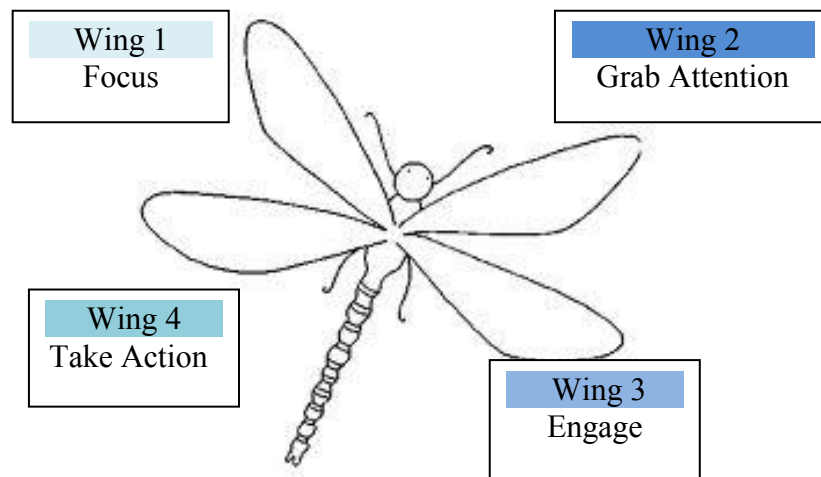 Wing 1
Focus
Wing 2
Grab Attention
Wing 4
Take Action
Wing 3
Engage